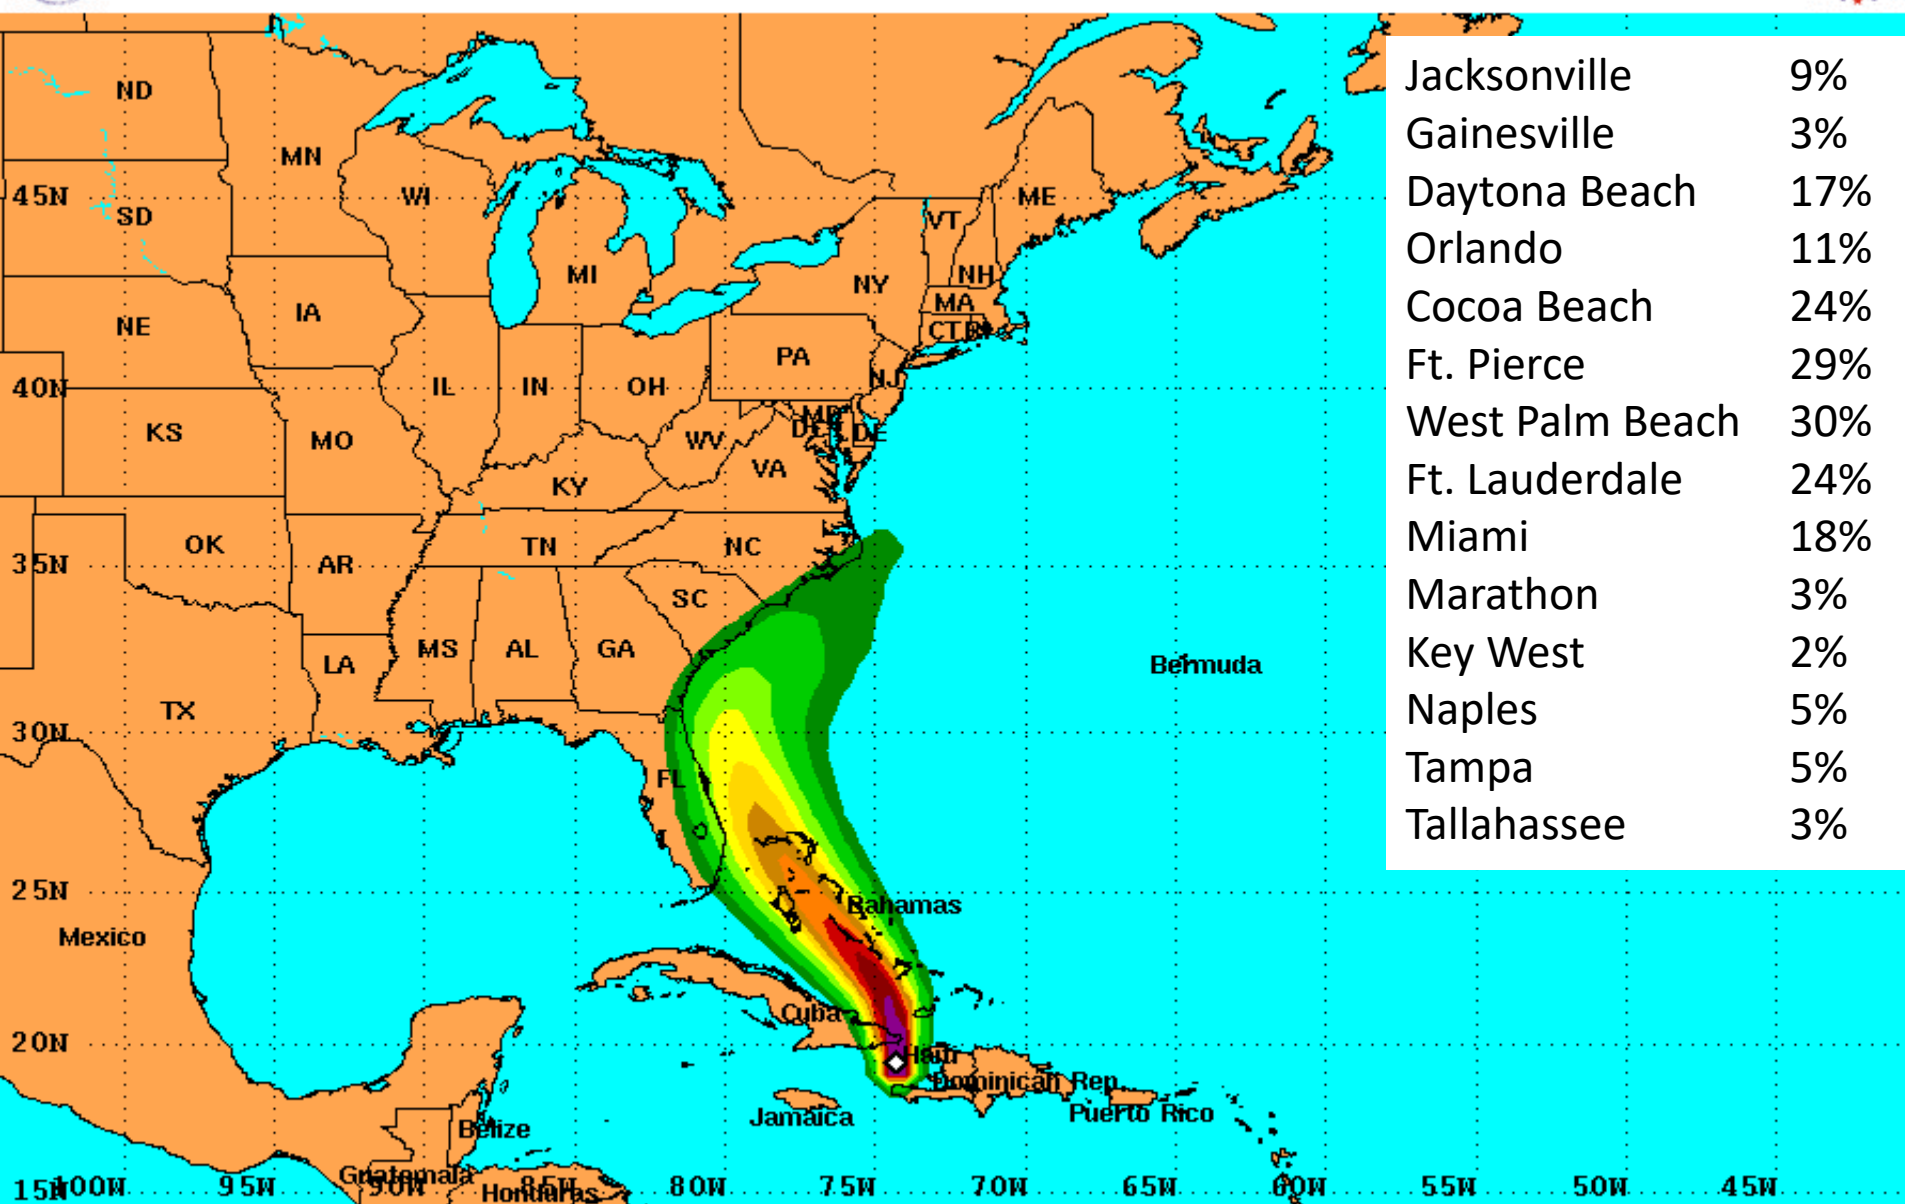 Jacksonville 9%
Gainesville 3%
Daytona Beach 17%
Orlando 11%
Cocoa Beach 24%
Ft. Pierce 29%
West Palm Beach 30%
Ft. Lauderdale 24%
Miami 18%
Marathon 3%
Key West 2%
Naples 5%
Tampa 5%
Tallahassee 3%
ND
MN
45N
SD
WI
MI
ME
VT
NH
NY
MA
CT
IA
NE
PA
NJ
40N
IL
IN
OH
KS
MO
WV
DE
VA
KY
OK
TN
NC
35N
AR
SC
MS
AL
GA
LA
Bermuda
TX
30N
FL
25N
Bahamas
Mexico
Cuba
20N
Haiti
Dominican Rep.
Jamaica
Puerto Rico
Belize
Guatemala
Honduras
15N 100W 95W 90W 85W 80W 75W 70W 65W 60W 55W 50W 45W